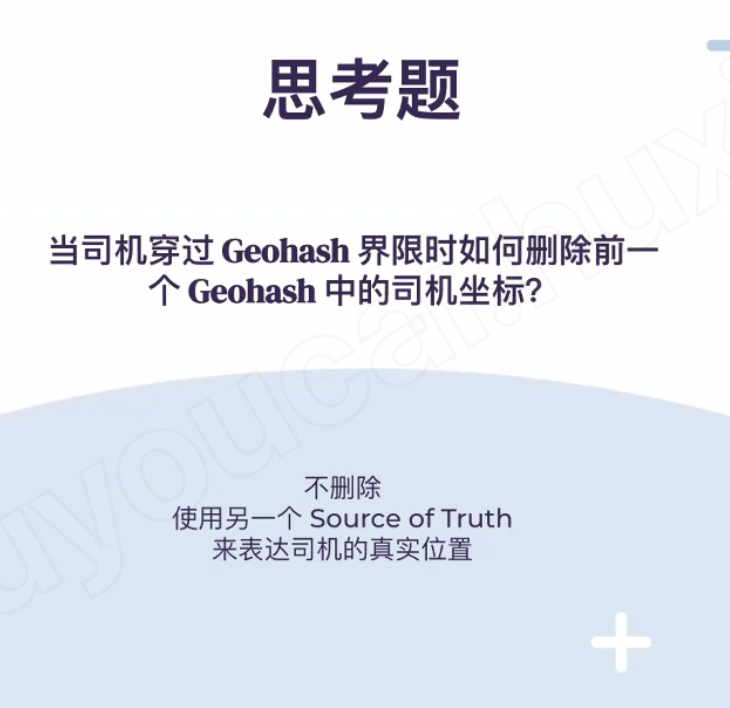 思考题
当司机穿过 Geohash 界限时如何删除前一
个 Geohash 中的司机坐标?
不删除
使用另一个 Source of Truth
来表达司机的真实位置